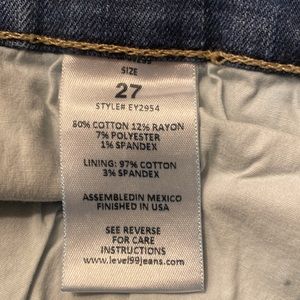 SIZE
27
STYLE# EY2954
80% COTTON 12% RAYON
7% POLYESTER
1% SPANDEX
LINING: 97% COTTON
3% SPANDEX
ASSEMBLEDIN MEXICO
FINISHED IN USA
SEE REVERSE
FOR CARE
INSTRUCTIONS
www.level99jeans.com